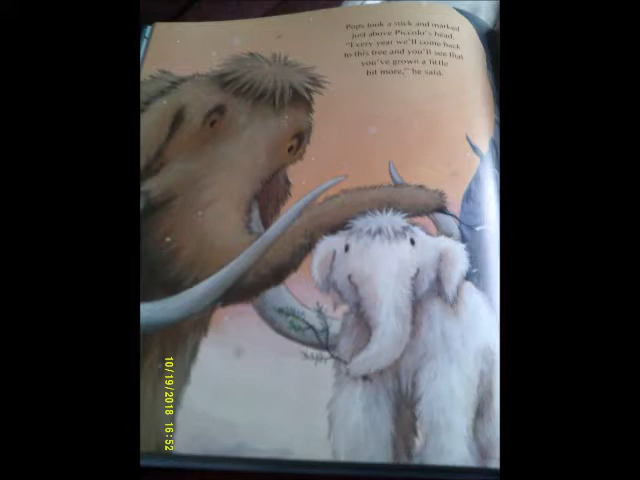 Pops took a stick and marked
just above Piccolo's head.
"Every year we'll come back
to this tree and you'll see that
you've grown a little
bit more," he said.
10/19/2018 16:52